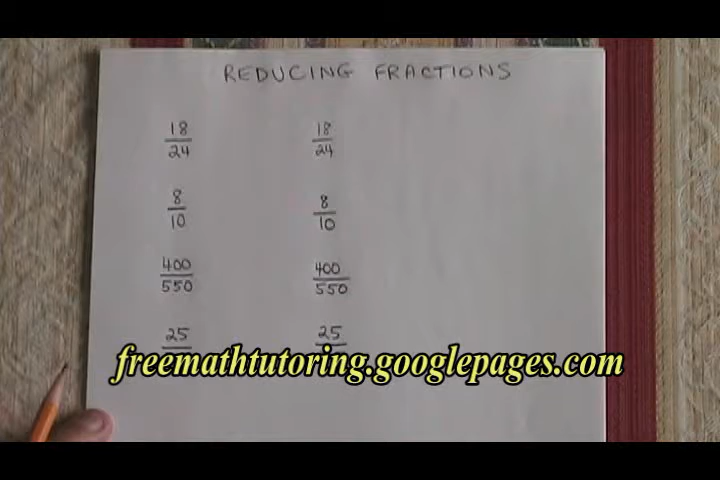 REDUCING FRACTIONS
18/24 18/24
8/10 8/10
400/550 400/550
25 25
freemathtutoring.googlepages.com